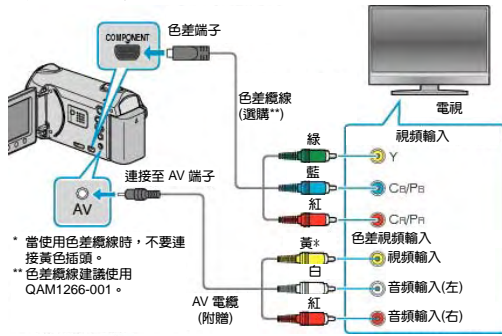 COMPONENT
色差端子
色差纜線
(選購**)
電視
視頻輸入
綠
Y
藍
CB/PB
紅
CR/PR
色差視頻輸入
連接至 AV 端子
AV
黃*
視頻輸入
白
音頻輸入(左)
紅
音頻輸入(右)
AV 電纜
(附贈)
* 當使用色差纜線時,不要連
接黃色插頭。
** 色差纜線建議使用
QAM1266-001。